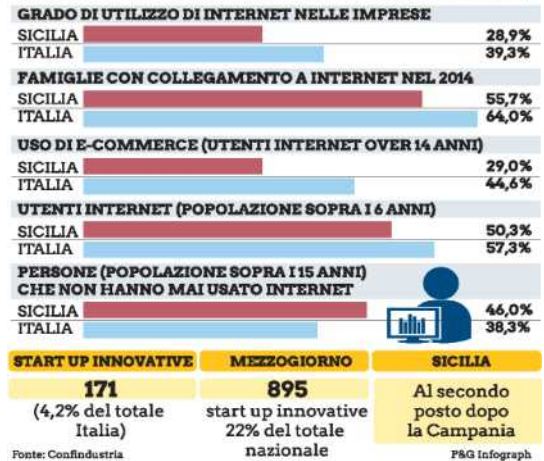 GRADO DI UTILIZZO DI INTERNET NELLE IMPRESE
SICILIA 28,9%
ITALIA 39,3%
FAMIGLIE CON COLLEGAMENTO A INTERNET NEL 2014
SICILIA 55,7%
ITALIA 64,0%
USO DI E-COMMERCE (UTENTI INTERNET OVER 14 ANNI)
SICILIA 29,0%
ITALIA 44,6%
UTENTI INTERNET (POPOLAZIONE SOPRA I 6 ANNI)
SICILIA 50,3%
ITALIA 57,3%
PERSONE (POPOLAZIONE SOPRA I 15 ANNI)
CHE NON HANNO MAI USATO INTERNET
SICILIA 46,0%
ITALIA 38,3%
START UP INNOVATIVE
171
(4,2% del totale
Italia)
MEZZOGIORNO
895
start up innovative
22% del totale
nazionale
SICILIA
Al secondo
posto dopo
la Campania
Fonte: Confindustria
P&G Infograph